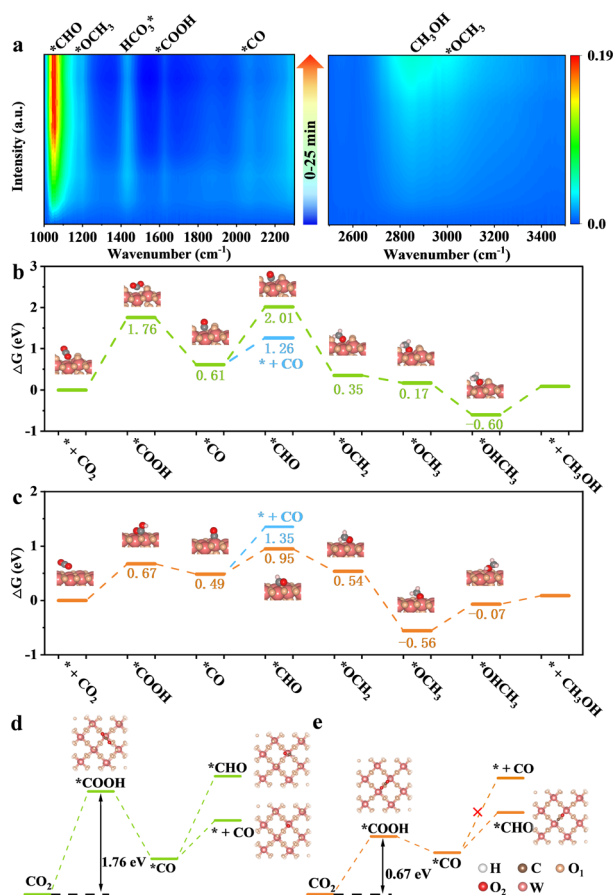 a
*CHO
*OCH₃
HCO₃*
*COOH
*CO
CH₃OH
*OCH₃
Intensity (a.u.)
0-25 min
0.19
0.0
1000 1400 1600 2000 2200
Wavenumber (cm⁻¹)
2600 3000 3400
Wavenumber (cm⁻¹)
b
ΔG (eV)
3
2
1
0
-1
1.76
0.61
2.01
1.26
* + CO
0.35
0.17
-0.60
* + CO₂
*COOH
*CO
*CHO
*OCH₂
*OCH₃
*OHCH₃
* + CH₃OH
c
ΔG (eV)
2
1
0
-1
0.67
0.49
* + CO
1.35
0.95
0.54
-0.56
-0.07
* + CO₂
*COOH
*CO
*CHO
*OCH₂
*OCH₃
*OHCH₃
* + CH₃OH
d
*COOH
*CHO
* + CO
*CO
CO₂
1.76 eV
e
* + CO
*COOH
*CHO
*CO
CO₂
0.67 eV
H C O₁
O₂ W